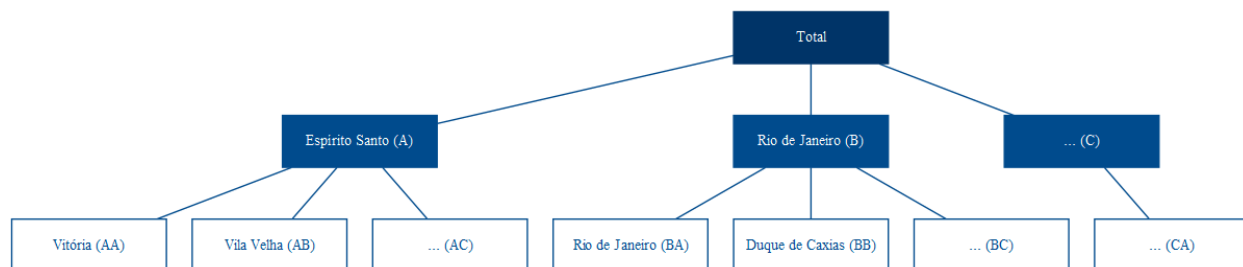 Total
Espírito Santo (A)
Rio de Janeiro (B)
... (C)
Vitória (AA)
Vila Velha (AB)
... (AC)
Rio de Janeiro (BA)
Duque de Caxias (BB)
... (BC)
... (CA)